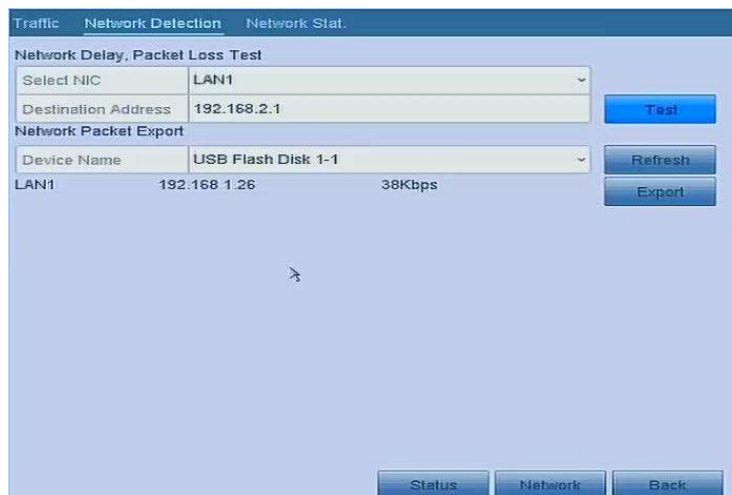 Traffic Network Detection Network Stat.
Network Delay, Packet Loss Test
Select NIC LAN1
Destination Address 192.168.2.1 Test
Network Packet Export
Device Name USB Flash Disk 1-1 Refresh
LAN1 192.168.1.26 38Kbps Export
Status Network Back